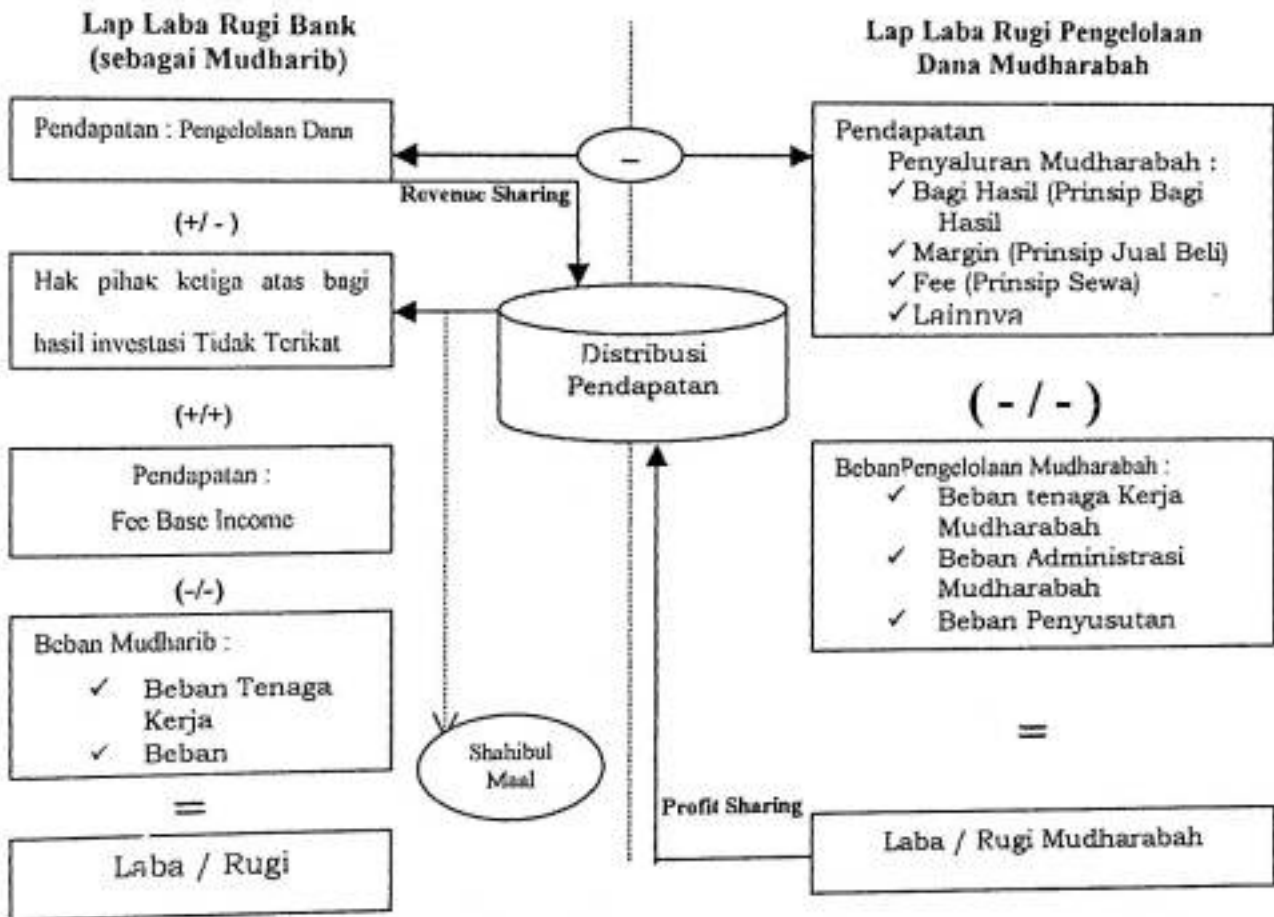 Lap Laba Rugi Bank
(sebagai Mudharib)
Pendapatan : Pengelolaan Dana
(+/-)
Hak pihak ketiga atas bagi
hasil investasi Tidak Terikat
(+/+)
Pendapatan :
Fee Base Income
(-/-)
Beban Mudharib :
✓ Beban Tenaga
Kerja
✓ Beban
=
Laba / Rugi
–
Revenue Sharing
Distribusi
Pendapatan
Shahibul
Maal
Profit Sharing
Lap Laba Rugi Pengelolaan
Dana Mudharabah
Pendapatan
Penyaluran Mudharabah :
✓ Bagi Hasil (Prinsip Bagi
Hasil
✓ Margin (Prinsip Jual Beli)
✓ Fee (Prinsip Sewa)
✓ Lainnya
( - / - )
BebanPengelolaan Mudharabah :
✓ Beban tenaga Kerja
Mudharabah
✓ Beban Administrasi
Mudharabah
✓ Beban Penyusutan
=
Laba / Rugi Mudharabah